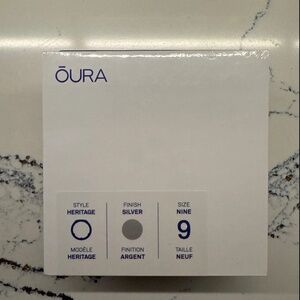 ŌURA
STYLE
HERITAGE
MODÈLE
HERITAGE
FINISH
SILVER
FINITION
ARGENT
SIZE
NINE
9
TAILLE
NEUF